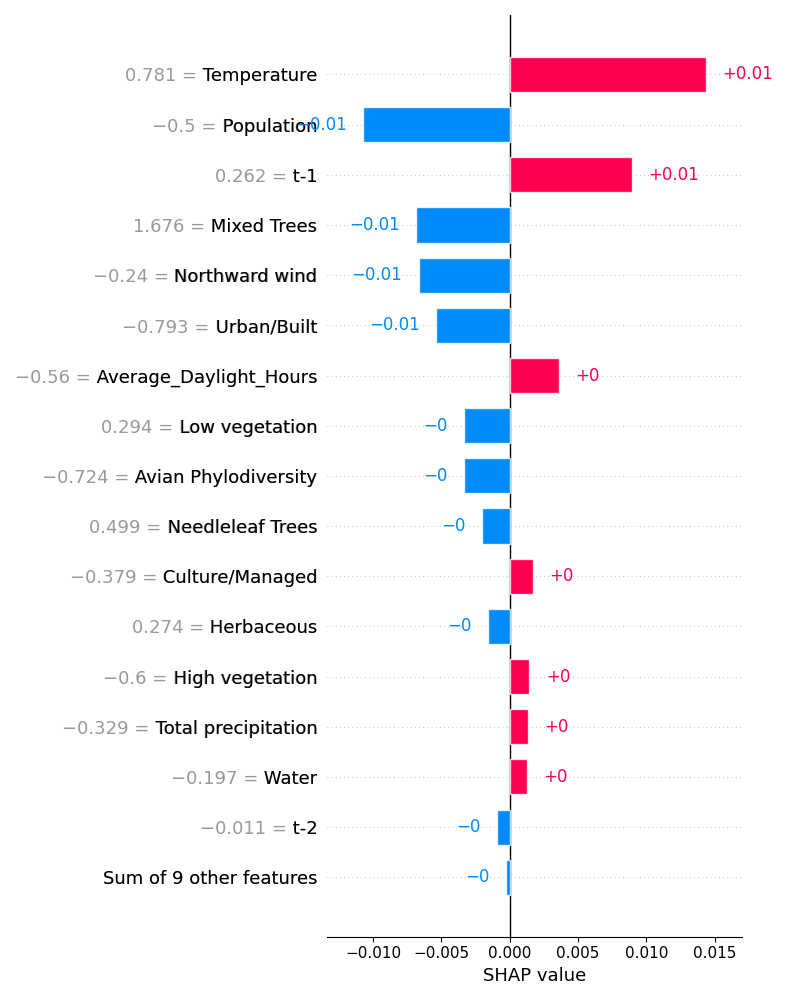 0.781 = Temperature +0.01
−0.5 = Population −0.01
0.262 = t-1 +0.01
1.676 = Mixed Trees −0.01
−0.24 = Northward wind −0.01
−0.793 = Urban/Built −0.01
−0.56 = Average_Daylight_Hours +0
0.294 = Low vegetation −0
−0.724 = Avian Phylodiversity −0
0.499 = Needleleaf Trees −0
−0.379 = Culture/Managed +0
0.274 = Herbaceous −0
−0.6 = High vegetation +0
−0.329 = Total precipitation +0
−0.197 = Water +0
−0.011 = t-2 −0
Sum of 9 other features −0
−0.010 −0.005 0.000 0.005 0.010 0.015
SHAP value